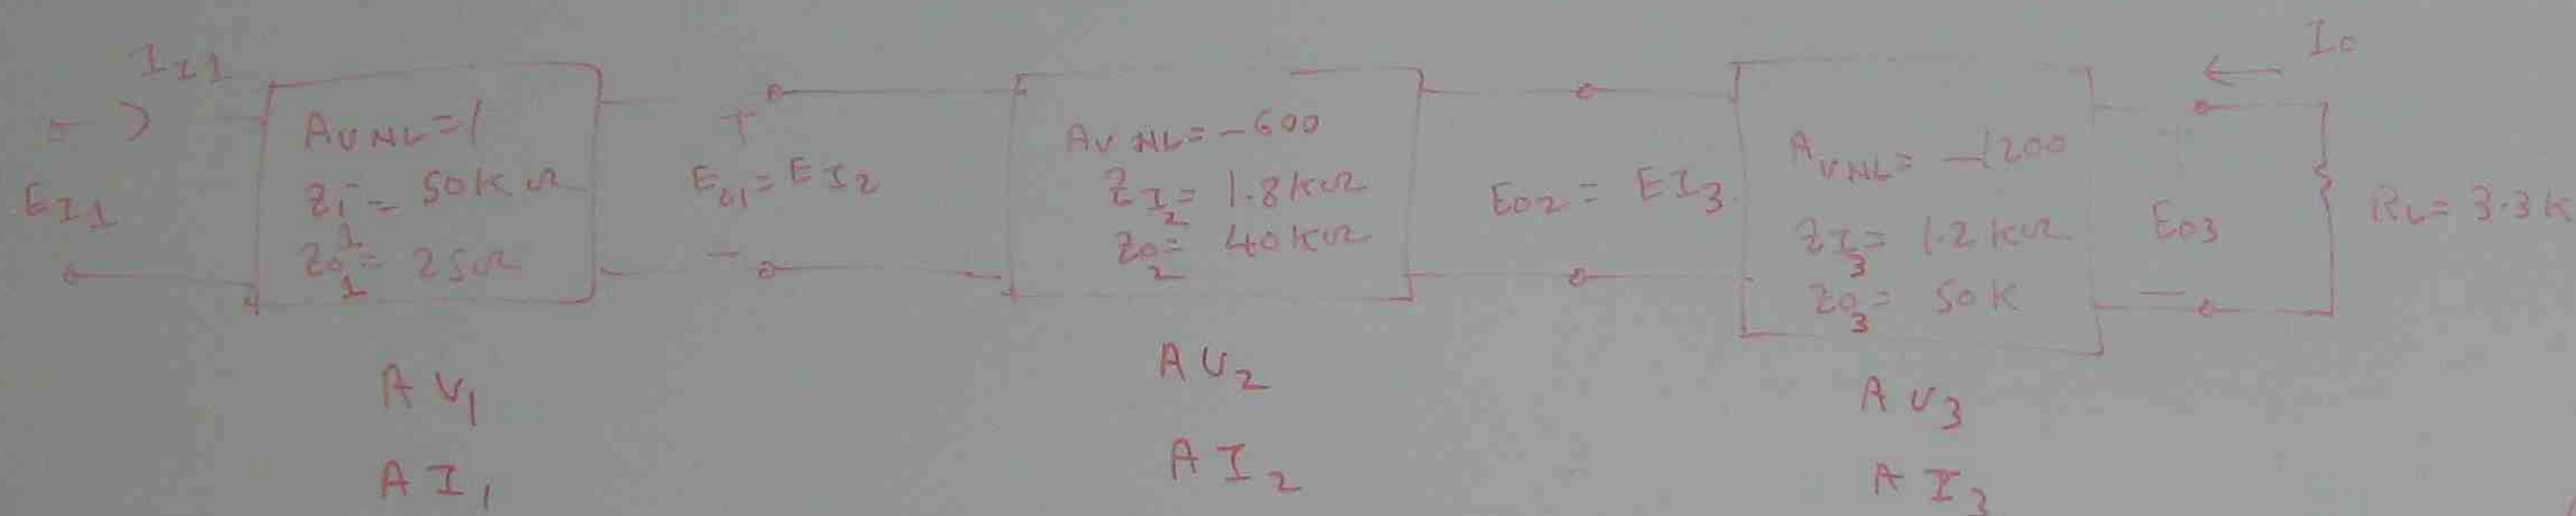 I I1
EI1
AVNL=1
Zi1= 50KΩ
Zo1= 25Ω
AV1
AI1
+
Eo1=EI2
−
AVNL=-600
ZI2= 1.8KΩ
Zo2= 40KΩ
AV2
AI2
Eo2= EI3
AVNL= -1200
ZI3= 1.2KΩ
Zo3= 50K
AV3
AI3
Io
+
Eo3
−
RL= 3.3K